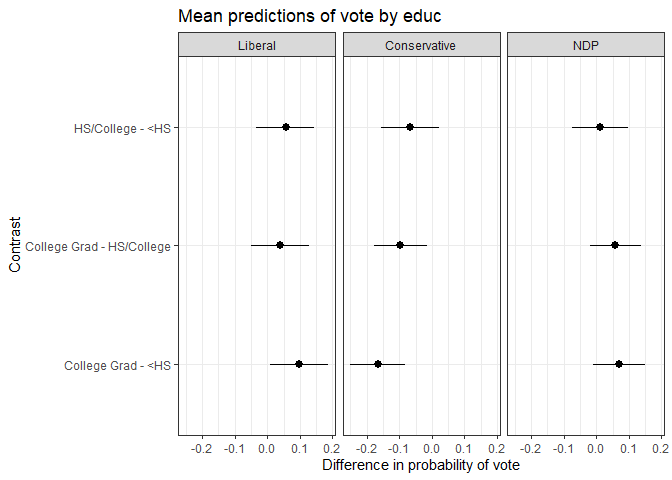 Mean predictions of vote by educ
Liberal
Conservative
NDP
Contrast
HS/College - <HS
College Grad - HS/College
College Grad - <HS
-0.2 -0.1 0.0 0.1 0.2
-0.2 -0.1 0.0 0.1 0.2
-0.2 -0.1 0.0 0.1 0.2
Difference in probability of vote